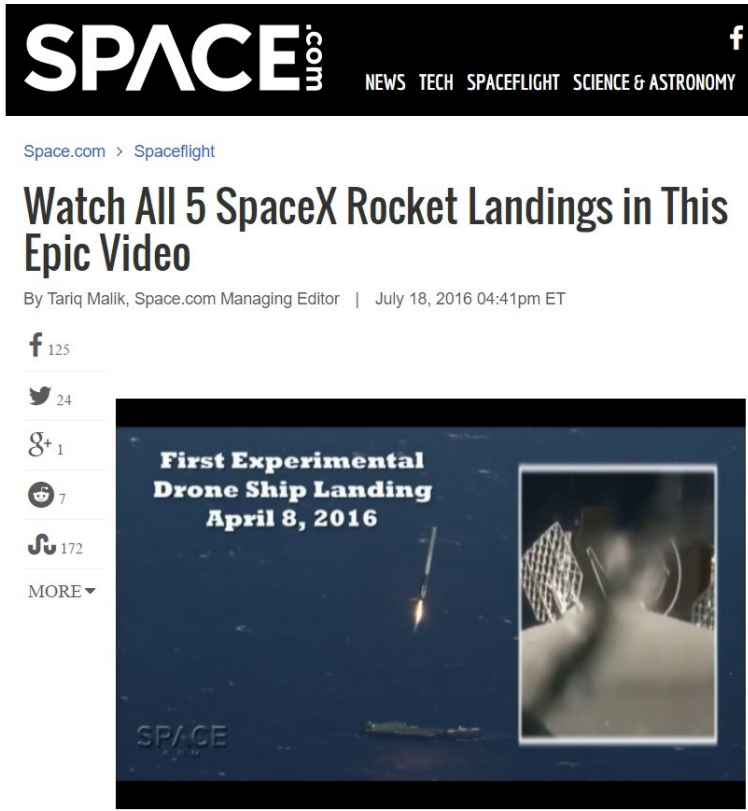 SPACE.com
f
NEWS TECH SPACEFLIGHT SCIENCE & ASTRONOMY
Space.com > Spaceflight
Watch All 5 SpaceX Rocket Landings in This
Epic Video
By Tariq Malik, Space.com Managing Editor | July 18, 2016 04:41pm ET
f 125
24
g+ 1
7
172
MORE
First Experimental
Drone Ship Landing
April 8, 2016
SPACE
.COM